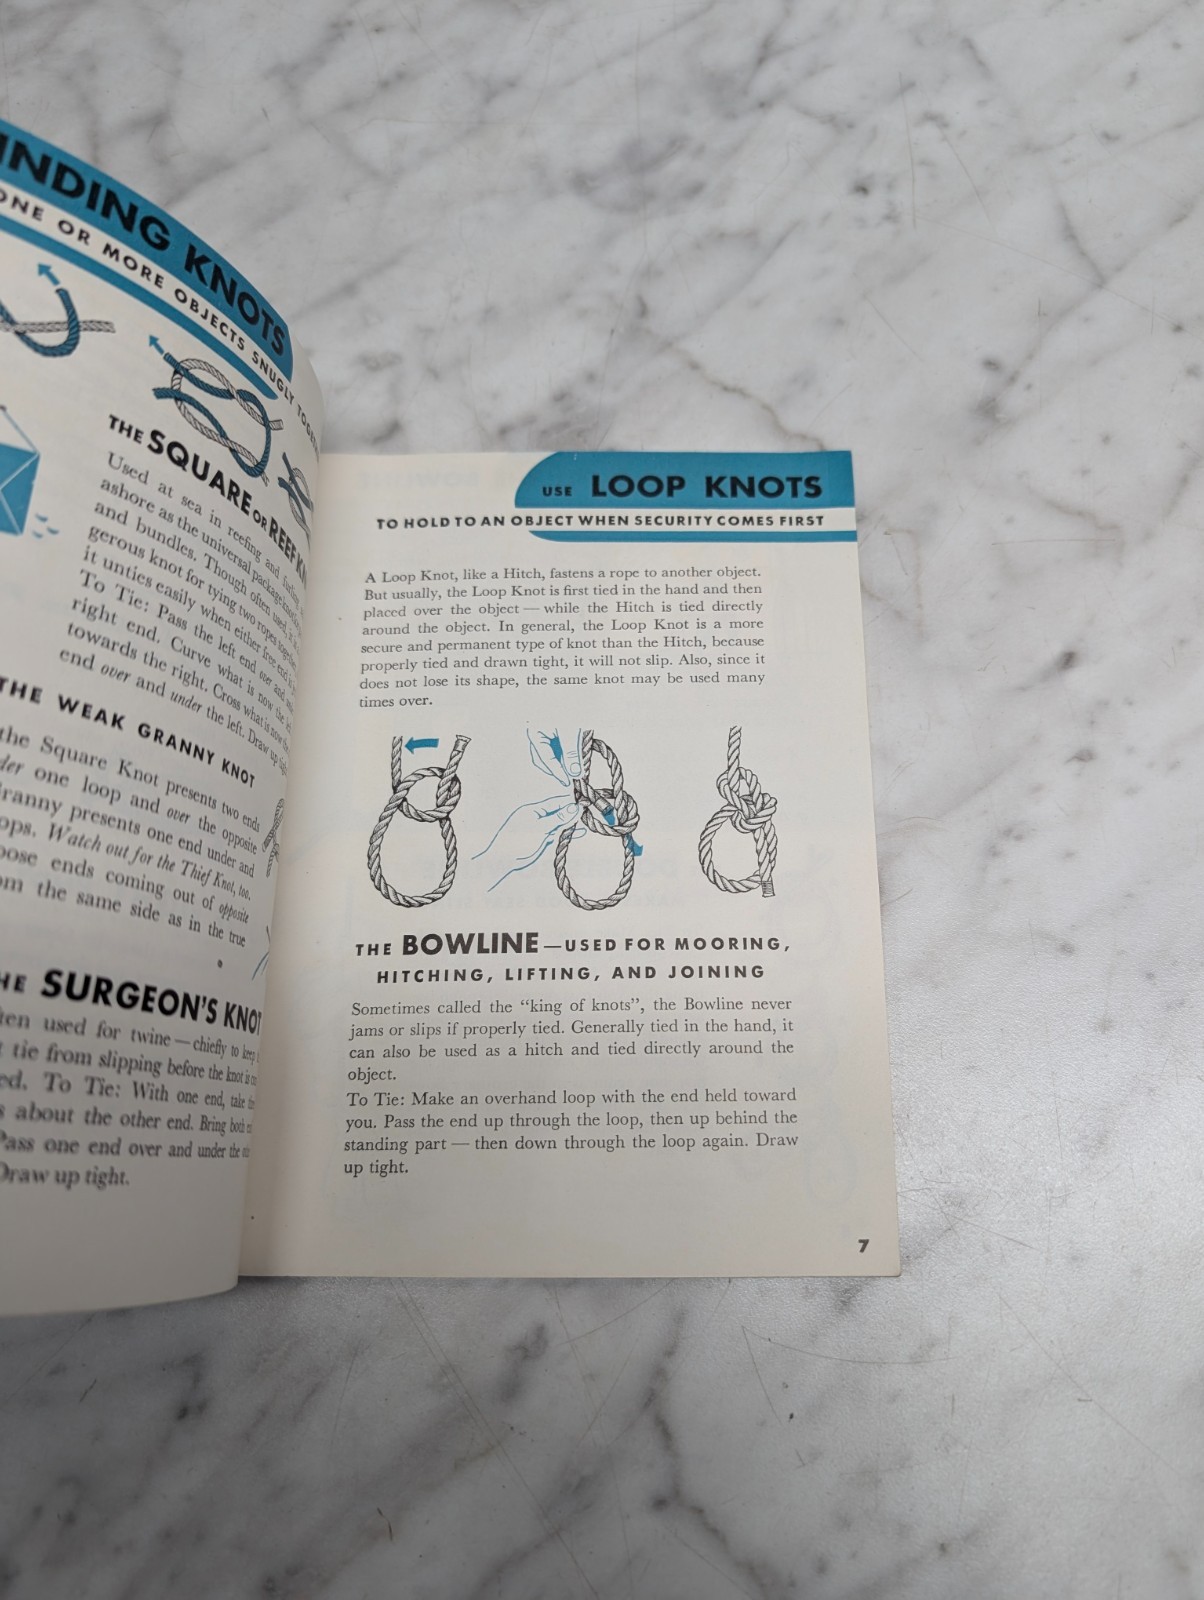 INDING KNOTS
ONE OR MORE OBJECTS SNUGLY
THE SQUARE OR REEF
Used at sea in reefing and
ashore as the universal package
and bundles. Though often used,
gerous knot for tying two ropes
it unties easily when either free end is
To Tie: Pass the left end over and
right end. Curve what is now the
towards the right. Cross what is now the
end over and under the left. Draw up
THE WEAK GRANNY KNOT
the Square Knot presents two ends
one loop and over the opposite
presents one end under and
Watch out for the Thief Knot, too.
ends coming out of opposite
the same side as in the true
SURGEON'S KNOT
used for twine — chiefly to keep
tie from slipping before the knot is
To Tie: With one end, take
about the other end. Bring both
Pass one end over and under the
Draw up tight.
USE LOOP KNOTS
TO HOLD TO AN OBJECT WHEN SECURITY COMES FIRST
A Loop Knot, like a Hitch, fastens a rope to another object.
But usually, the Loop Knot is first tied in the hand and then
placed over the object — while the Hitch is tied directly
around the object. In general, the Loop Knot is a more
secure and permanent type of knot than the Hitch, because
properly tied and drawn tight, it will not slip. Also, since it
does not lose its shape, the same knot may be used many
times over.
THE BOWLINE — USED FOR MOORING,
HITCHING, LIFTING, AND JOINING
Sometimes called the “king of knots”, the Bowline never
jams or slips if properly tied. Generally tied in the hand, it
can also be used as a hitch and tied directly around the
object.
To Tie: Make an overhand loop with the end held toward
you. Pass the end up through the loop, then up behind the
standing part — then down through the loop again. Draw
up tight.
7